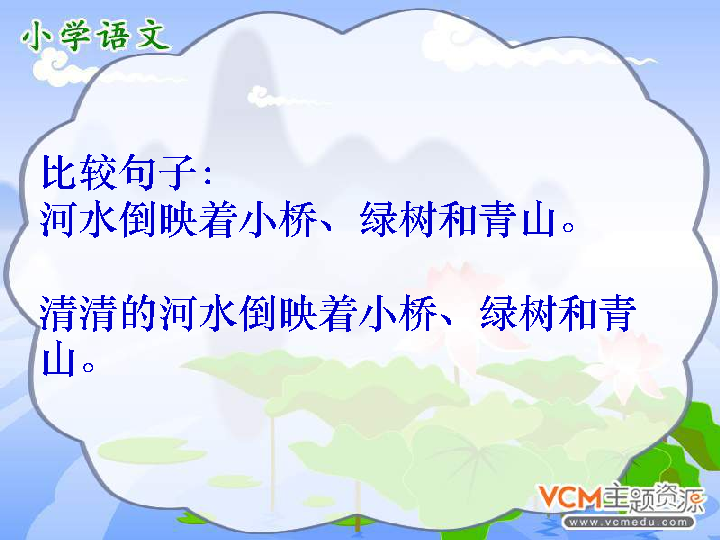 小学语文
比较句子：
河水倒映着小桥、绿树和青山。
清清的河水倒映着小桥、绿树和青
山。
VCM主题资源
www.vcmedu.com